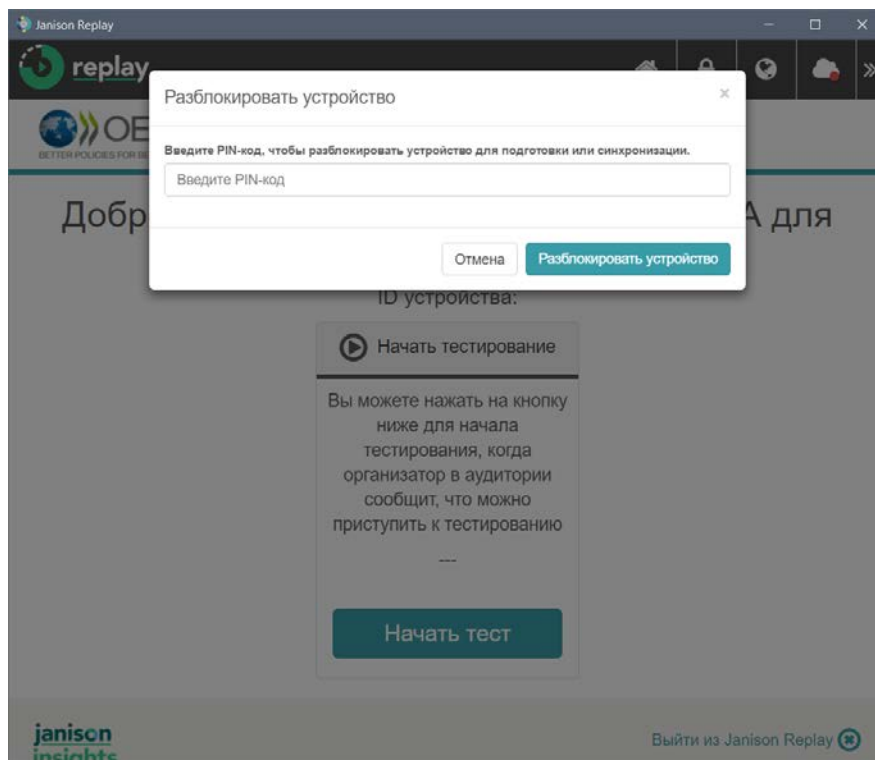 Janison Replay
replay
Разблокировать устройство
Введите PIN-код, чтобы разблокировать устройство для подготовки или синхронизации.
Введите PIN-код
Отмена
Разблокировать устройство
OE
Добр
А для
ID устройства:
Начать тестирование
Вы можете нажать на кнопку
ниже для начала
тестирования, когда
организатор в аудитории
сообщит, что можно
приступить к тестированию
---
Начать тест
janison
insights
Выйти из Janison Replay